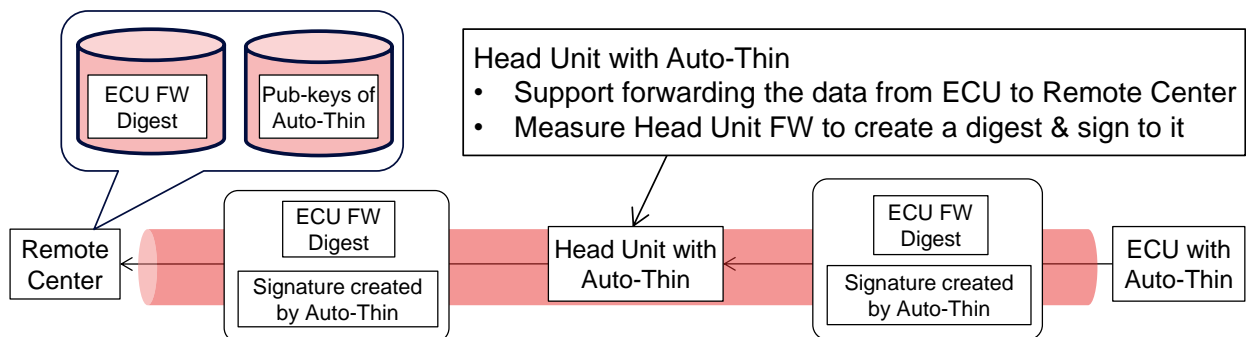 ECU FW
Digest
Pub-keys of
Auto-Thin
Head Unit with Auto-Thin
• Support forwarding the data from ECU to Remote Center
• Measure Head Unit FW to create a digest & sign to it
Remote
Center
ECU FW
Digest
Signature created
by Auto-Thin
Head Unit with
Auto-Thin
ECU FW
Digest
Signature created
by Auto-Thin
ECU with
Auto-Thin